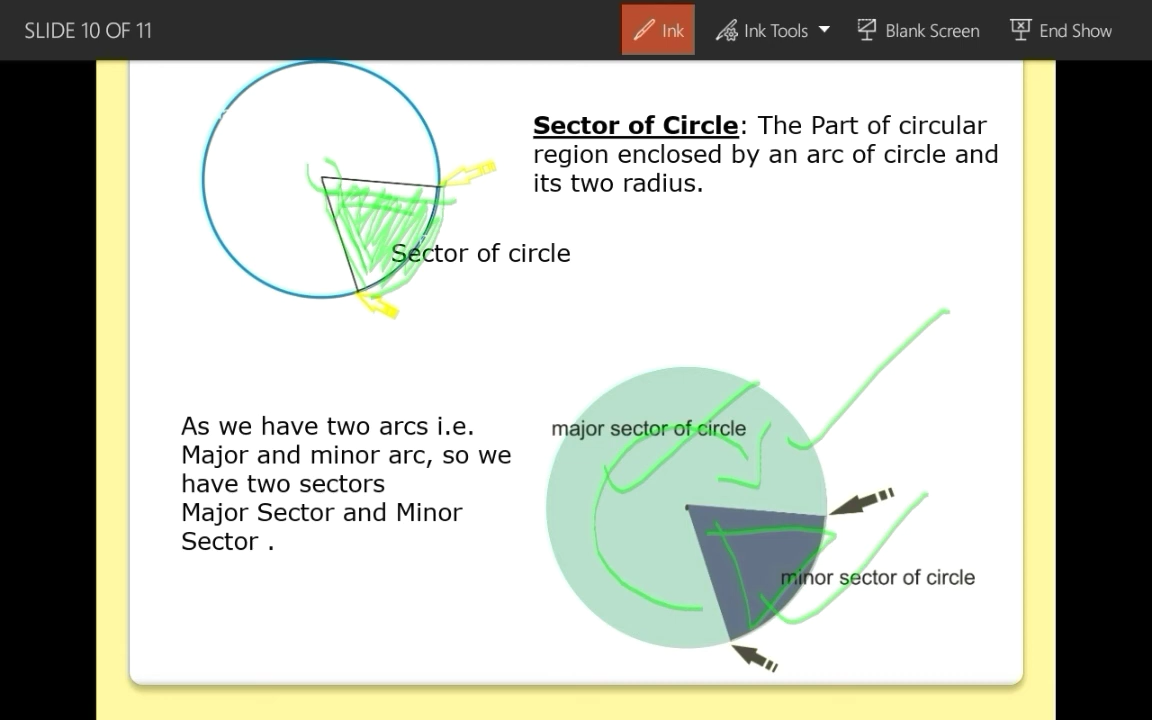 SLIDE 10 OF 11
Ink
Ink Tools
Blank Screen
End Show
Sector of Circle: The Part of circular
region enclosed by an arc of circle and
its two radius.
Sector of circle
As we have two arcs i.e.
Major and minor arc, so we
have two sectors
Major Sector and Minor
Sector .
major sector of circle
minor sector of circle